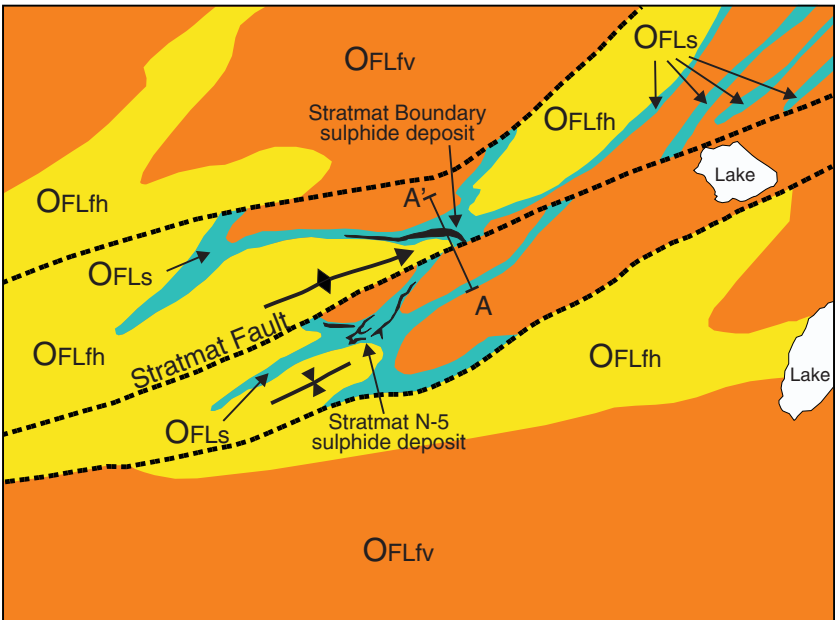 OFLfv
OFLs
Stratmat Boundary
sulphide deposit
OFLfh
Lake
A'
OFLfh
OFLs
A
Stratmat Fault
OFLfh
OFLfh
Lake
OFLs
Stratmat N-5
sulphide deposit
OFLfv